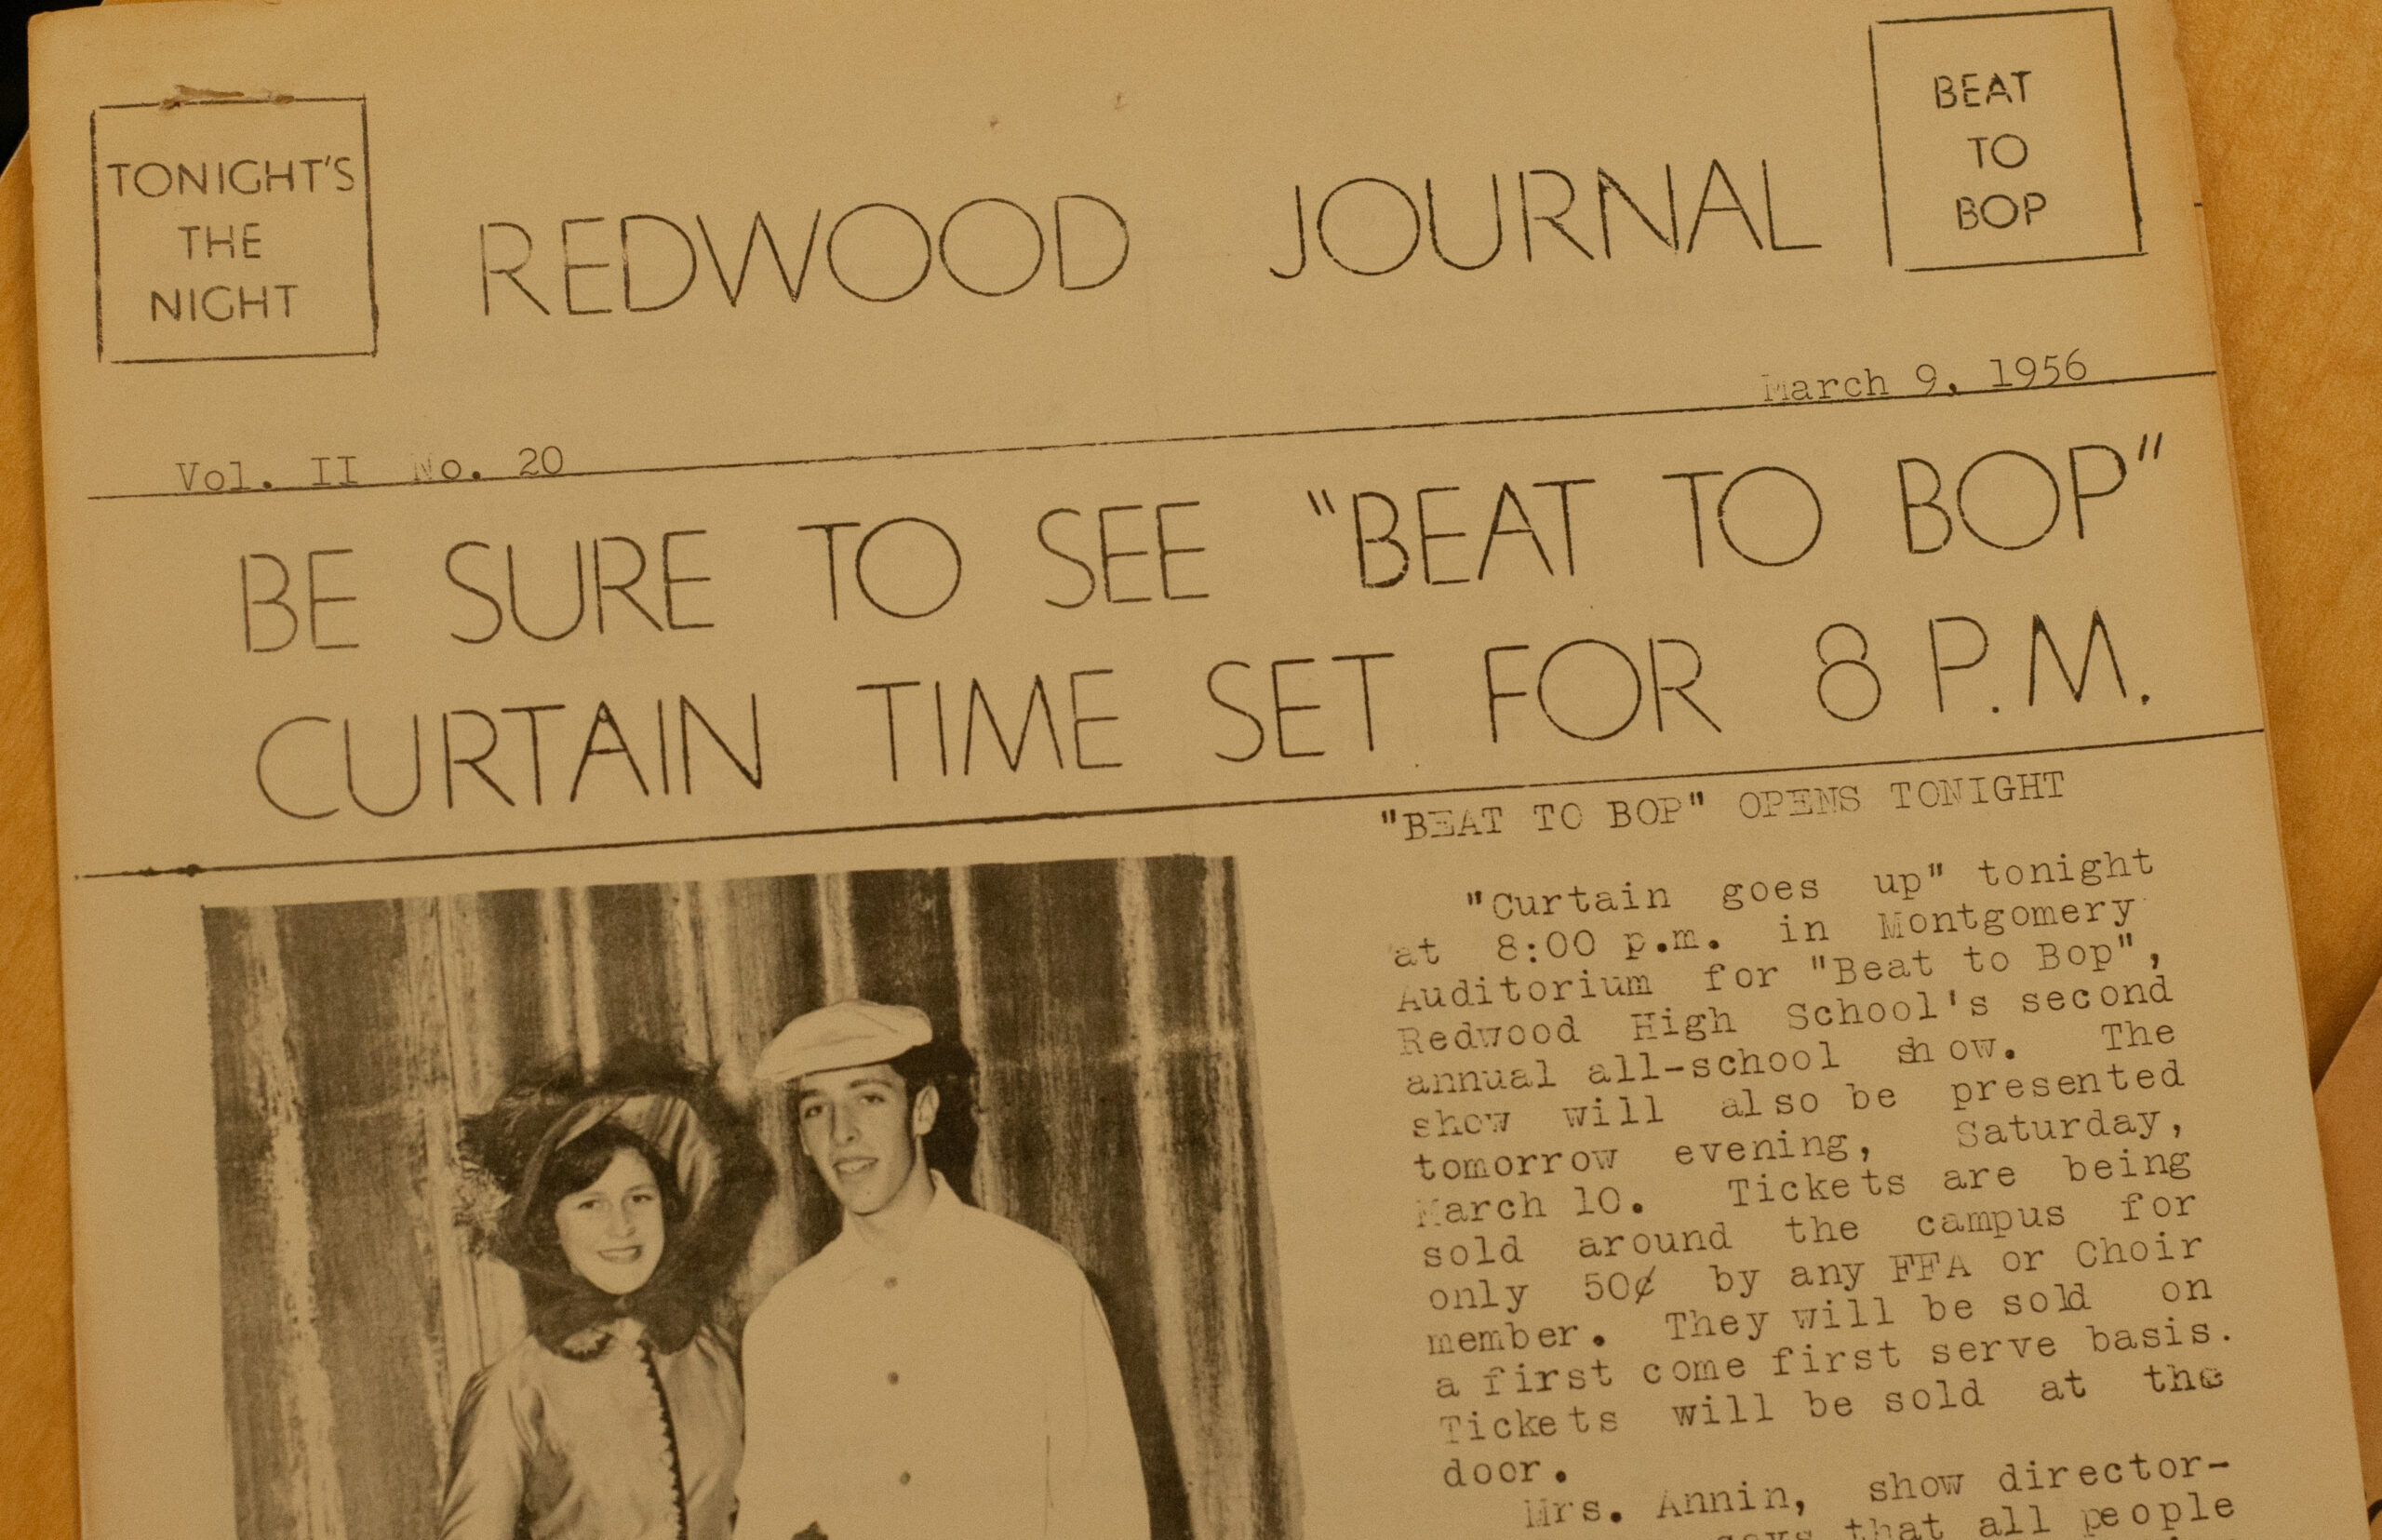 TONIGHT'S
THE
NIGHT
REDWOOD JOURNAL
BEAT
TO
BOP
Vol. II No. 20
March 9, 1956
BE SURE TO SEE "BEAT TO BOP"
CURTAIN TIME SET FOR 8 P.M.
"BEAT TO BOP" OPENS TONIGHT
"Curtain goes up" tonight
at 8:00 p.m. in Montgomery
Auditorium for "Beat to Bop",
Redwood High School's second
annual all-school show. The
show will also be presented
tomorrow evening, Saturday,
March 10. Tickets are being
sold around the campus for
only 50¢ by any FFA or Choir
member. They will be sold on
a first come first serve basis.
Tickets will be sold at the
door.
Mrs. Annin, show director-
says that all people